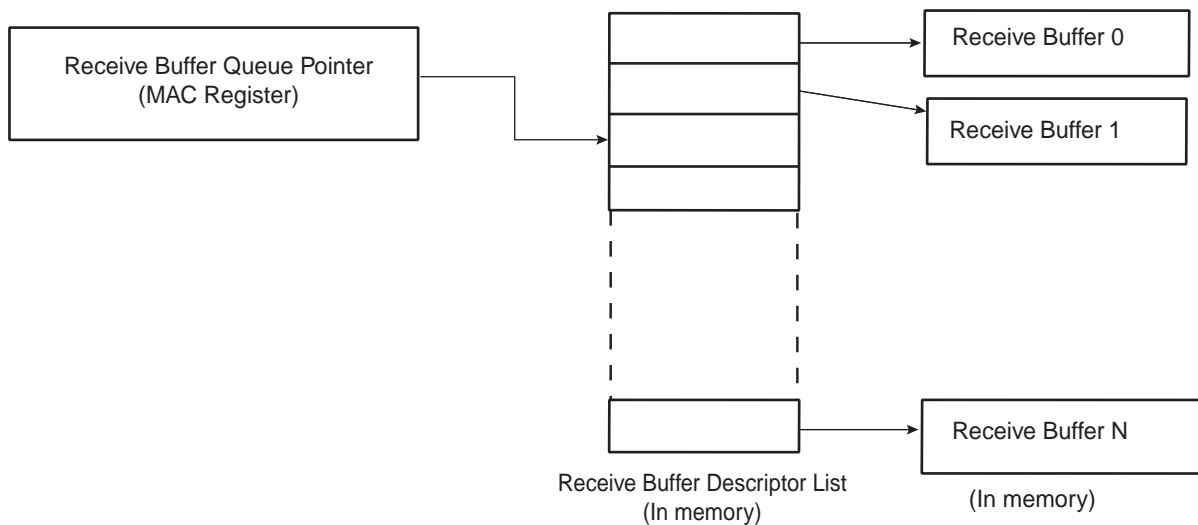 Receive Buffer Queue Pointer
(MAC Register)
Receive Buffer 0
Receive Buffer 1
Receive Buffer N
Receive Buffer Descriptor List
(In memory)
(In memory)